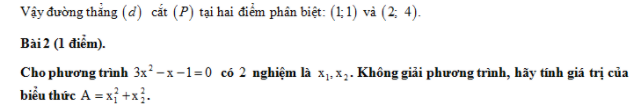 Vậy đường thẳng (d) cắt (P) tại hai điểm phân biệt: (1;1) và (2; 4).
Bài 2 (1 điểm).
Cho phương trình 3x² − x − 1 = 0 có 2 nghiệm là x₁, x₂. Không giải phương trình, hãy tính giá trị của
biểu thức A = x₁² + x₂².